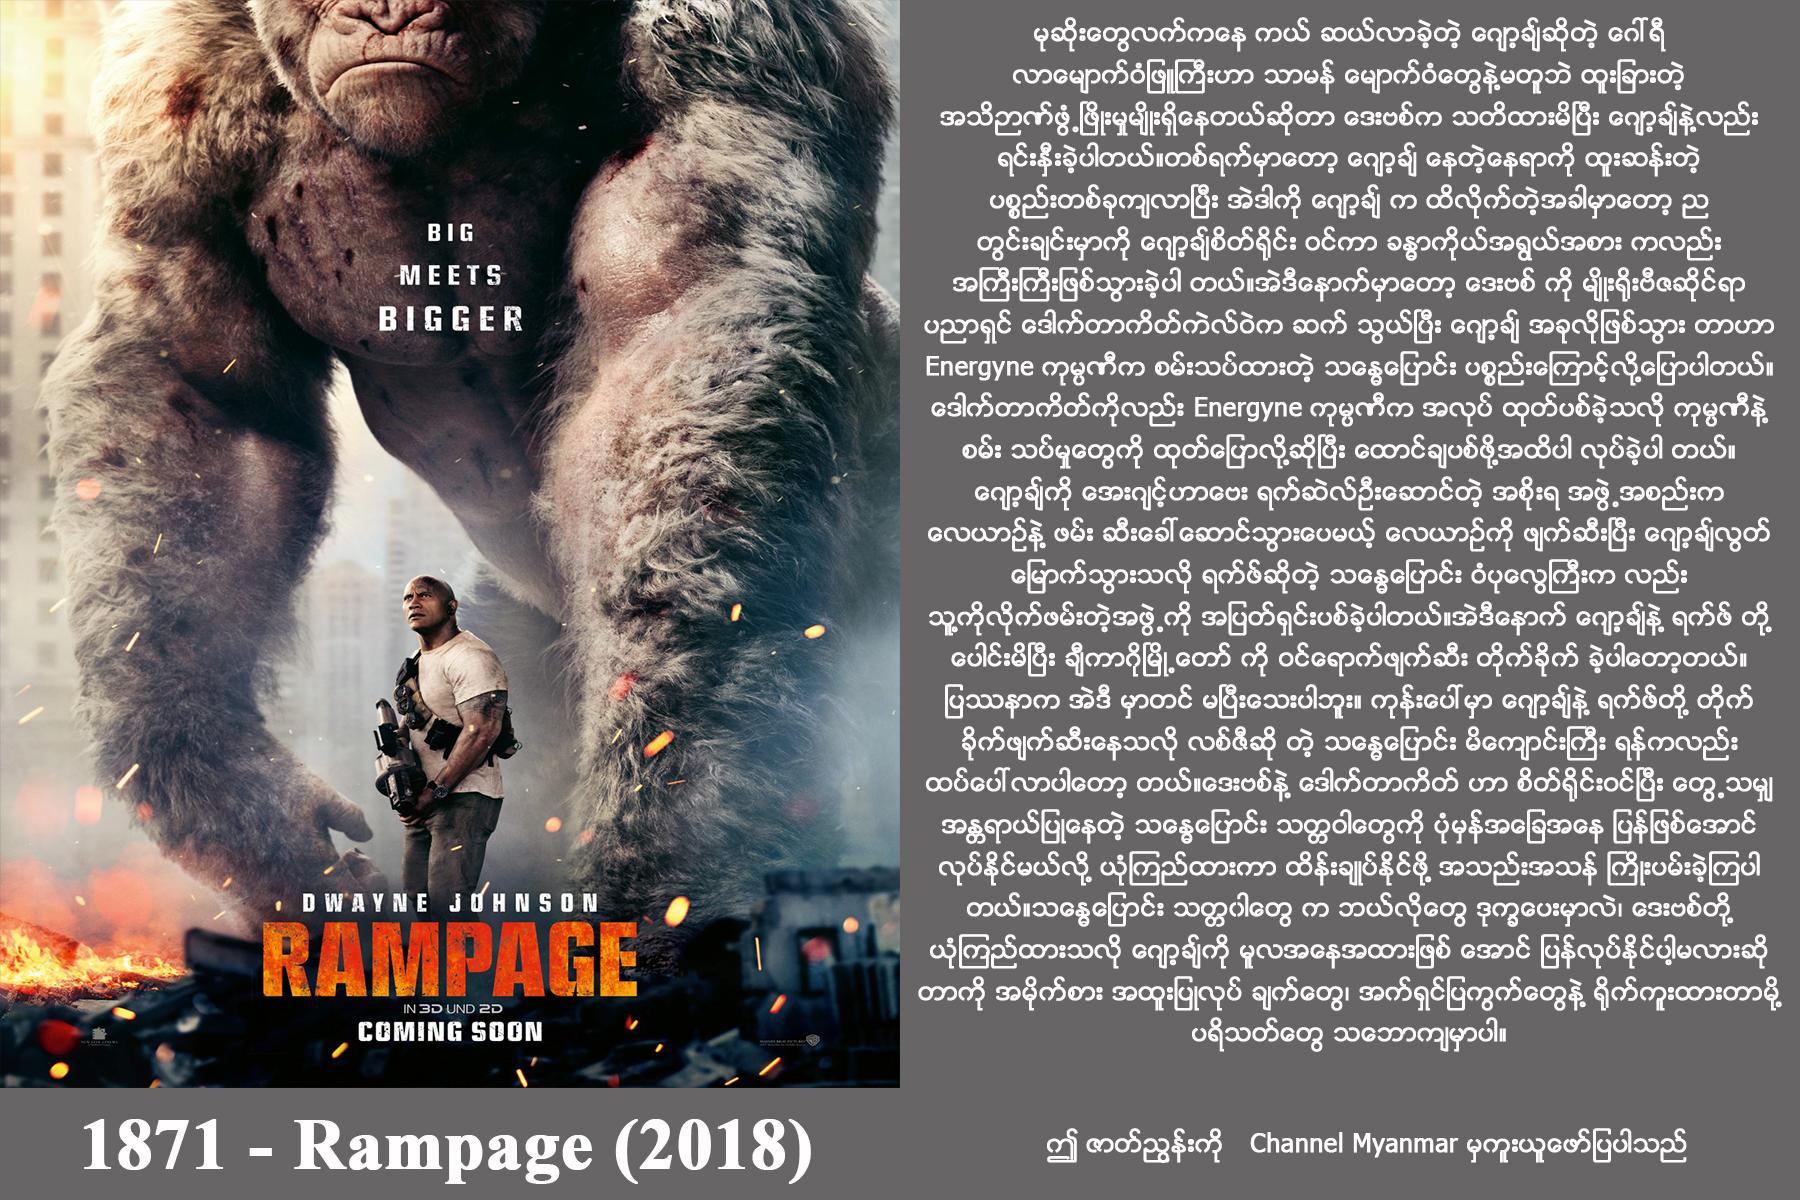 BIG
MEETS
BIGGER
DWAYNE JOHNSON
RAMPAGE
IN 3D UND 2D
COMING SOON
1871 - Rampage (2018)
မုဆိုးတွေလက်ကနေ ကယ် ဆယ်လာခဲ့တဲ့ ဂျော့ချ်ဆိုတဲ့ ဂေါ်ရီ
လာမျောက်ဝံဖြူကြီးဟာ သာမန် မျောက်ဝံတွေနဲ့မတူဘဲ ထူးခြားတဲ့
အသိဉာဏ်ဖွံ့ဖြိုးမှုမျိုးရှိနေတယ်ဆိုတာ ဒေးဗစ်က သတိထားမိပြီး ဂျော့ချ်နဲ့လည်း
ရင်းနှီးခဲ့ပါတယ်။တစ်ရက်မှာတော့ ဂျော့ချ် နေတဲ့နေရာကို ထူးဆန်းတဲ့
ပစ္စည်းတစ်ခုကျလာပြီး အဲဒါကို ဂျော့ချ် က ထိလိုက်တဲ့အခါမှာတော့ ည
တွင်းချင်းမှာကို ဂျော့ချ်စိတ်ရိုင်း ဝင်ကာ ခန္ဓာကိုယ်အရွယ်အစား ကလည်း
အကြီးကြီးဖြစ်သွားခဲ့ပါ တယ်။အဲဒီနောက်မှာတော့ ဒေးဗစ် ကို မျိုးရိုးဗီဇဆိုင်ရာ
ပညာရှင် ဒေါက်တာကိတ်ကဲလ်ဝဲက ဆက် သွယ်ပြီး ဂျော့ချ် အခုလိုဖြစ်သွား တာဟာ
Energyne ကုမ္ပဏီက စမ်းသပ်ထားတဲ့ သန္ဓေပြောင်း ပစ္စည်းကြောင့်လို့ပြောပါတယ်။
ဒေါက်တာကိတ်ကိုလည်း Energyne ကုမ္ပဏီက အလုပ် ထုတ်ပစ်ခဲ့သလို ကုမ္ပဏီနဲ့
စမ်း သပ်မှုတွေကို ထုတ်ပြောလို့ဆိုပြီး ထောင်ချပစ်ဖို့အထိပါ လုပ်ခဲ့ပါ တယ်။
ဂျော့ချ်ကို အေးဂျင့်ဟာဗေး ရက်ဆဲလ်ဦးဆောင်တဲ့ အစိုးရ အဖွဲ့အစည်းက
လေယာဉ်နဲ့ ဖမ်း ဆီးခေါ်ဆောင်သွားပေမယ့် လေယာဉ်ကို ဖျက်ဆီးပြီး ဂျော့ချ်လွတ်
မြောက်သွားသလို ရက်ဖ်ဆိုတဲ့ သန္ဓေပြောင်း ဝံပုလွေကြီးက လည်း
သူ့ကိုလိုက်ဖမ်းတဲ့အဖွဲ့ကို အပြတ်ရှင်းပစ်ခဲ့ပါတယ်။အဲဒီနောက် ဂျော့ချ်နဲ့ ရက်ဖ် တို့
ပေါင်းမိပြီး ချီကာဂိုမြို့တော် ကို ဝင်ရောက်ဖျက်ဆီး တိုက်ခိုက် ခဲ့ပါတော့တယ်။
ပြဿနာက အဲဒီ မှာတင် မပြီးသေးပါဘူး။ ကုန်းပေါ်မှာ ဂျော့ချ်နဲ့ ရက်ဖ်တို့ တိုက်
ခိုက်ဖျက်ဆီးနေသလို လစ်ဇီဆို တဲ့ သန္ဓေပြောင်း မိကျောင်းကြီး ရန်ကလည်း
ထပ်ပေါ်လာပါတော့ တယ်။ဒေးဗစ်နဲ့ ဒေါက်တာကိတ် ဟာ စိတ်ရိုင်းဝင်ပြီး တွေ့သမျှ
အန္တရာယ်ပြုနေတဲ့ သန္ဓေပြောင်း သတ္တဝါတွေကို ပုံမှန်အခြေအနေ ပြန်ဖြစ်အောင်
လုပ်နိုင်မယ်လို့ ယုံကြည်ထားကာ ထိန်းချုပ်နိုင်ဖို့ အသည်းအသန် ကြိုးပမ်းခဲ့ကြပါ
တယ်။သန္ဓေပြောင်း သတ္တဂါတွေ က ဘယ်လိုတွေ ဒုက္ခပေးမှာလဲ၊ ဒေးဗစ်တို့
ယုံကြည်ထားသလို ဂျော့ချ်ကို မူလအနေအထားဖြစ် အောင် ပြန်လုပ်နိုင်ပါ့မလားဆို
တာကို အမိုက်စား အထူးပြုလုပ် ချက်တွေ၊ အက်ရှင်ပြကွက်တွေနဲ့ ရိုက်ကူးထားတာမို့
ပရိသတ်တွေ သဘောကျမှာပါ။
ဤ ဇာတ်ညွှန်းကို Channel Myanmar မှကူးယူဖော်ပြပါသည်